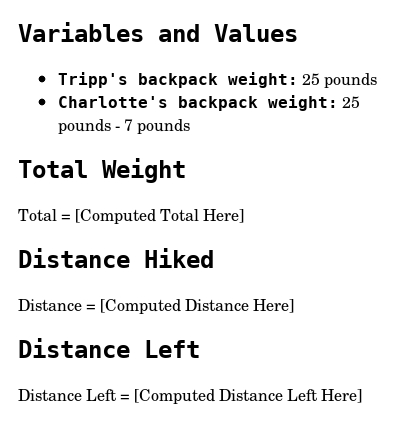 Variables and Values
• Tripp's backpack weight: 25 pounds
• Charlotte's backpack weight: 25
pounds - 7 pounds
Total Weight
Total = [Computed Total Here]
Distance Hiked
Distance = [Computed Distance Here]
Distance Left
Distance Left = [Computed Distance Left Here]